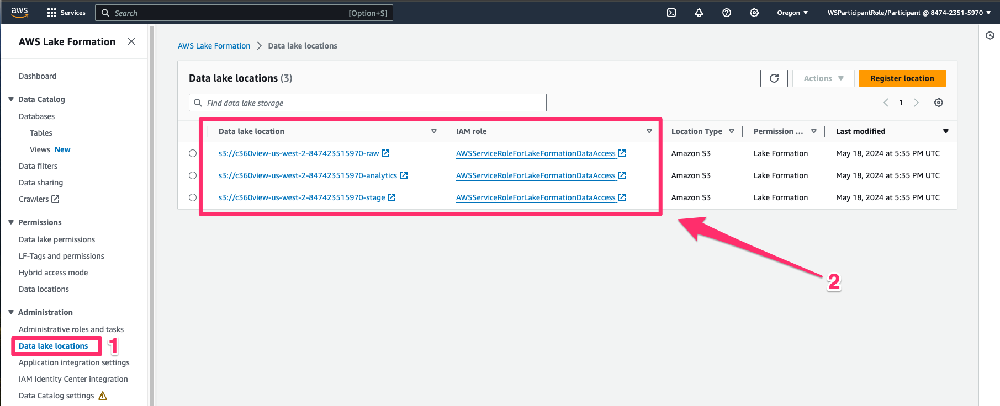 aws Services Search [Option+S] Oregon WSParticipantRole/Participant @ 8474-2351-5970
AWS Lake Formation
Dashboard
Data Catalog
Databases
Tables
Views New
Data filters
Data sharing
Crawlers
Permissions
Data lake permissions
LF-Tags and permissions
Hybrid access mode
Data locations
Administration
Administrative roles and tasks
Data lake locations 1
Application integration settings
IAM Identity Center integration
Data Catalog settings
AWS Lake Formation > Data lake locations
Data lake locations (3)
Actions Register location
Find data lake storage
1
Data lake location IAM role Location Type Permission ... Last modified
s3://c360view-us-west-2-847423515970-raw AWSServiceRoleForLakeFormationDataAccess Amazon S3 Lake Formation May 18, 2024 at 5:35 PM UTC
s3://c360view-us-west-2-847423515970-analytics AWSServiceRoleForLakeFormationDataAccess Amazon S3 Lake Formation May 18, 2024 at 5:35 PM UTC
s3://c360view-us-west-2-847423515970-stage AWSServiceRoleForLakeFormationDataAccess Amazon S3 Lake Formation May 18, 2024 at 5:35 PM UTC
2